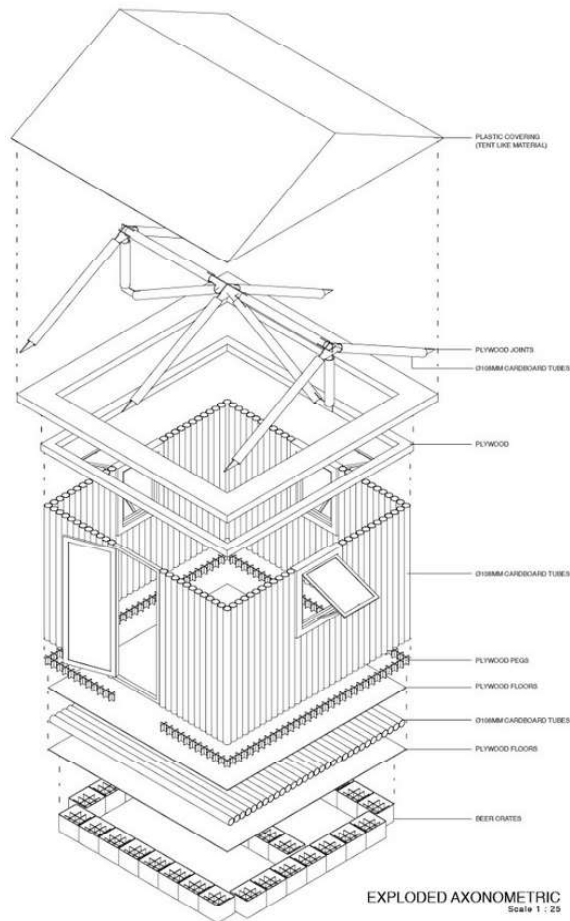 PLASTIC COVERING
(TENT LIKE MATERIAL)
PLYWOOD JOINTS
Ø108MM CARDBOARD TUBES
PLYWOOD
Ø108MM CARDBOARD TUBES
PLYWOOD PEGS
PLYWOOD FLOORS
Ø108MM CARDBOARD TUBES
PLYWOOD FLOORS
BEER CRATES
EXPLODED AXONOMETRIC
Scale 1 : 25